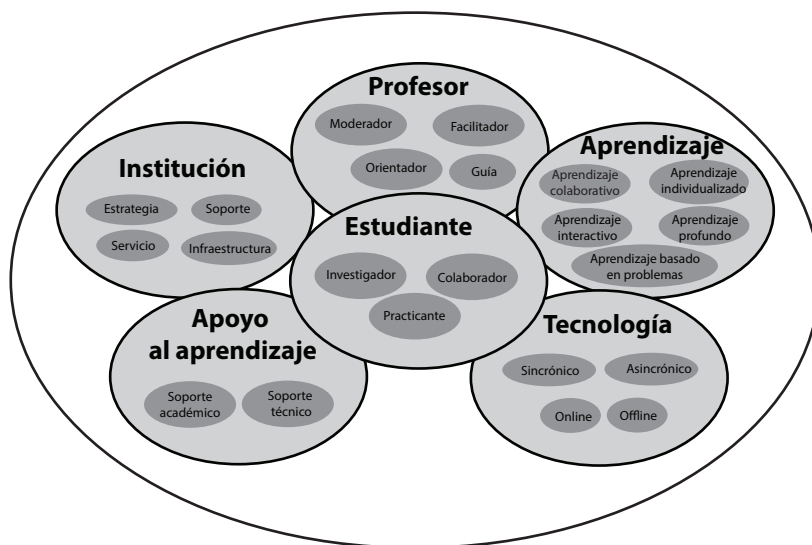 Profesor
Moderador
Facilitador
Orientador
Guía
Institución
Estrategia
Soporte
Servicio
Infraestructura
Aprendizaje
Aprendizaje
colaborativo
Aprendizaje
individualizado
Aprendizaje
interactivo
Aprendizaje
profundo
Aprendizaje basado
en problemas
Estudiante
Investigador
Colaborador
Practicante
Apoyo
al aprendizaje
Soporte
académico
Soporte
técnico
Tecnología
Sincrónico
Asincrónico
Online
Offline